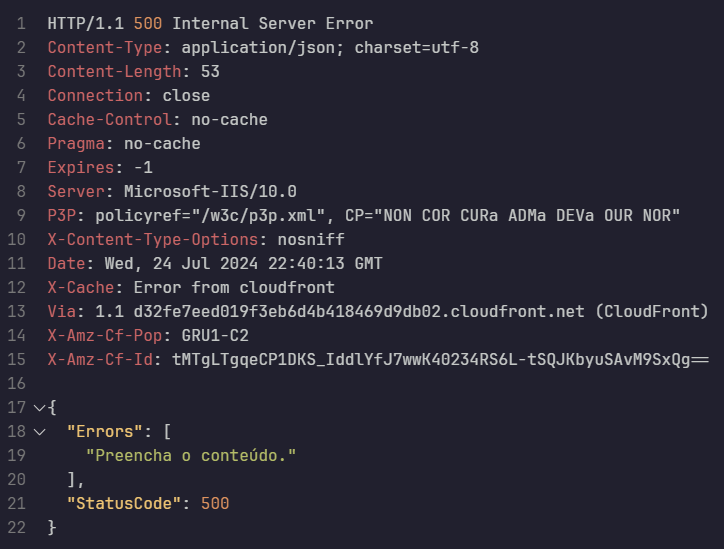 1 HTTP/1.1 500 Internal Server Error
2 Content-Type: application/json; charset=utf-8
3 Content-Length: 53
4 Connection: close
5 Cache-Control: no-cache
6 Pragma: no-cache
7 Expires: -1
8 Server: Microsoft-IIS/10.0
9 P3P: policyref="/w3c/p3p.xml", CP="NON COR CURa ADMa DEVa OUR NOR"
10 X-Content-Type-Options: nosniff
11 Date: Wed, 24 Jul 2024 22:40:13 GMT
12 X-Cache: Error from cloudfront
13 Via: 1.1 d32fe7eed019f3eb6d4b418469d9db02.cloudfront.net (CloudFront)
14 X-Amz-Cf-Pop: GRU1-C2
15 X-Amz-Cf-Id: tMTgLTgqeCP1DKS_IddlYfJ7wwK40234RS6L-tSQJKbyuSAvM9SxQg==
16
17 {
18 "Errors": [
19 "Preencha o conteúdo."
20 ],
21 "StatusCode": 500
22 }